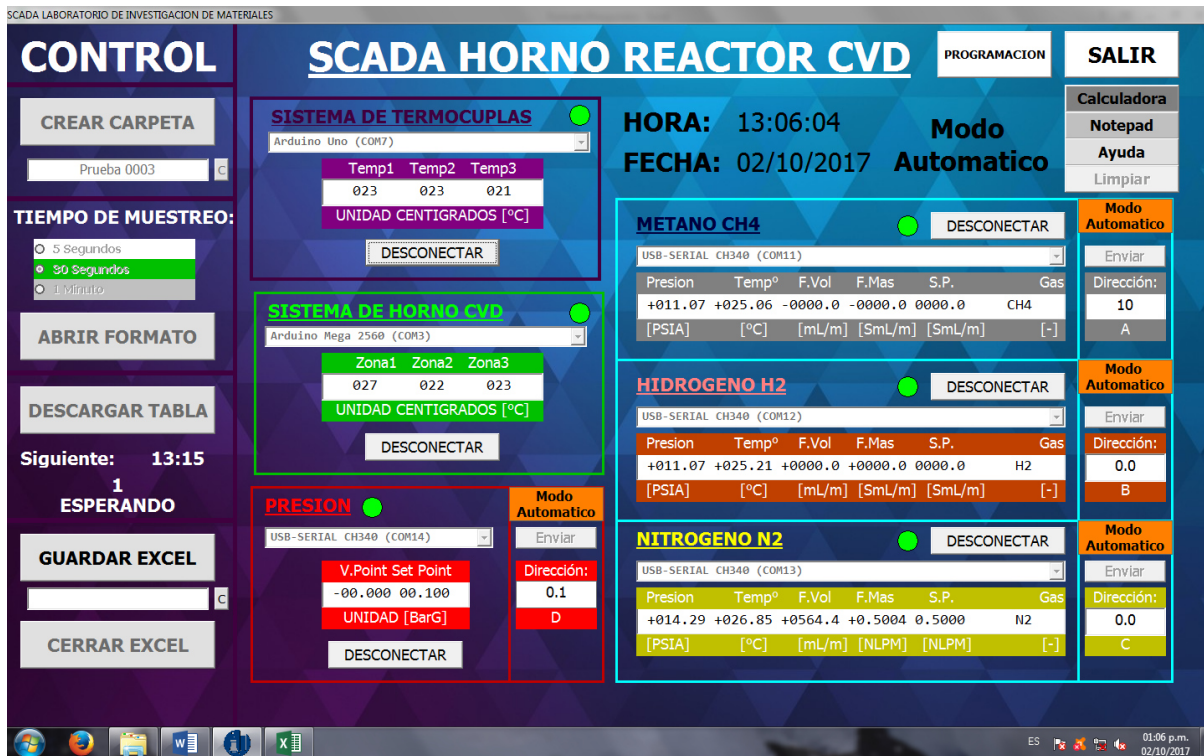 SCADA LABORATORIO DE INVESTIGACION DE MATERIALES
CONTROL
SCADA HORNO REACTOR CVD
PROGRAMACION
SALIR
CREAR CARPETA
Prueba 0003
C
TIEMPO DE MUESTREO:
5 Segundos
30 Segundos
1 Minuto
ABRIR FORMATO
DESCARGAR TABLA
Siguiente: 13:15
1
ESPERANDO
GUARDAR EXCEL
C
CERRAR EXCEL
SISTEMA DE TERMOCUPLAS
Arduino Uno (COM7)
Temp1 Temp2 Temp3
023 023 021
UNIDAD CENTIGRADOS [ºC]
DESCONECTAR
SISTEMA DE HORNO CVD
Arduino Mega 2560 (COM3)
Zona1 Zona2 Zona3
027 022 023
UNIDAD CENTIGRADOS [ºC]
DESCONECTAR
PRESION
USB-SERIAL CH340 (COM14)
V.Point Set Point
-00.000 00.100
UNIDAD [BarG]
DESCONECTAR
Modo
Automatico
Enviar
Dirección:
0.1
D
HORA: 13:06:04
FECHA: 02/10/2017
Modo
Automatico
Calculadora
Notepad
Ayuda
Limpiar
METANO CH4
DESCONECTAR
USB-SERIAL CH340 (COM11)
Presion Tempº F.Vol F.Mas S.P. Gas
+011.07 +025.06 -0000.0 -0000.0 0000.0 CH4
[PSIA] [ºC] [mL/m] [SmL/m] [SmL/m] [-]
Modo
Automatico
Enviar
Dirección:
10
A
HIDROGENO H2
DESCONECTAR
USB-SERIAL CH340 (COM12)
Presion Tempº F.Vol F.Mas S.P. Gas
+011.07 +025.21 +0000.0 +0000.0 0000.0 H2
[PSIA] [ºC] [mL/m] [SmL/m] [SmL/m] [-]
Modo
Automatico
Enviar
Dirección:
0.0
B
NITROGENO N2
DESCONECTAR
USB-SERIAL CH340 (COM13)
Presion Tempº F.Vol F.Mas S.P. Gas
+014.29 +026.85 +0564.4 +0.5004 0.5000 N2
[PSIA] [ºC] [mL/m] [NLPM] [NLPM] [-]
Modo
Automatico
Enviar
Dirección:
0.0
C
ES
01:06 p.m.
02/10/2017